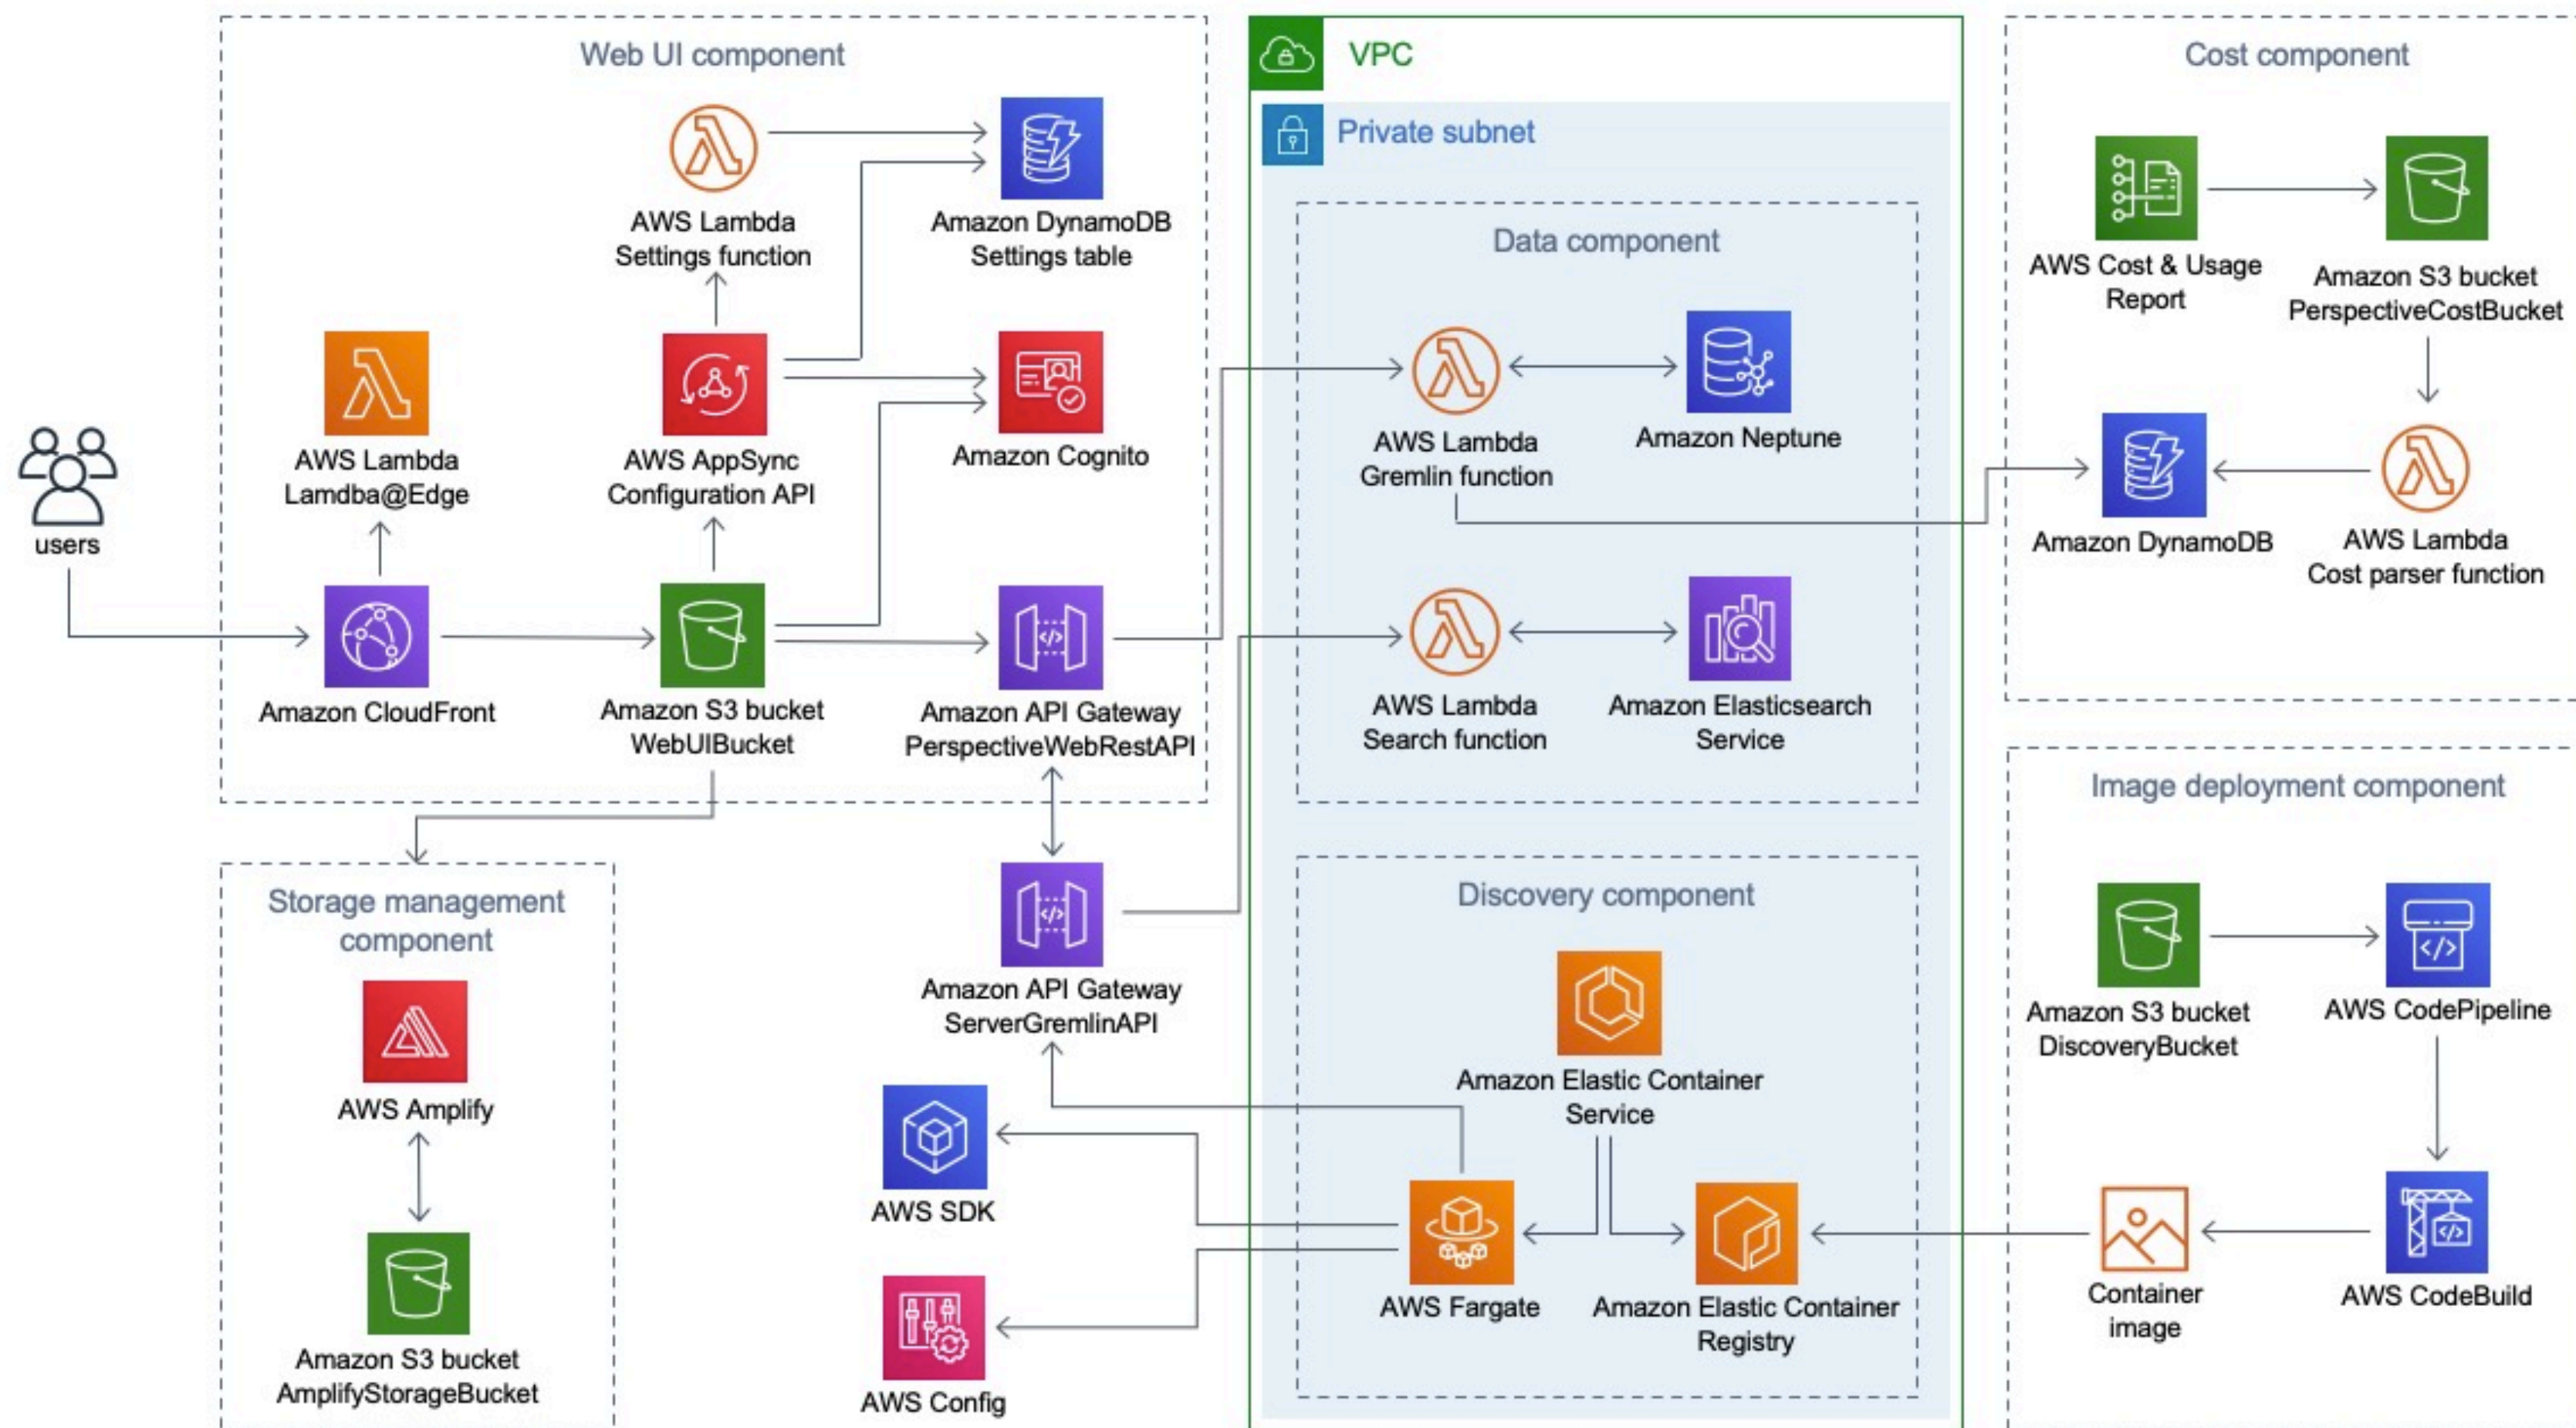 users
Web UI component
AWS Lambda
Settings function
Amazon DynamoDB
Settings table
AWS Lambda
Lamdba@Edge
AWS AppSync
Configuration API
Amazon Cognito
Amazon CloudFront
Amazon S3 bucket
WebUIBucket
Amazon API Gateway
PerspectiveWebRestAPI
Storage management
component
AWS Amplify
Amazon S3 bucket
AmplifyStorageBucket
Amazon API Gateway
ServerGremlinAPI
AWS SDK
AWS Config
VPC
Private subnet
Data component
AWS Lambda
Gremlin function
Amazon Neptune
AWS Lambda
Search function
Amazon Elasticsearch
Service
Discovery component
Amazon Elastic Container
Service
AWS Fargate
Amazon Elastic Container
Registry
Cost component
AWS Cost & Usage
Report
Amazon S3 bucket
PerspectiveCostBucket
Amazon DynamoDB
AWS Lambda
Cost parser function
Image deployment component
Amazon S3 bucket
DiscoveryBucket
AWS CodePipeline
Container
image
AWS CodeBuild